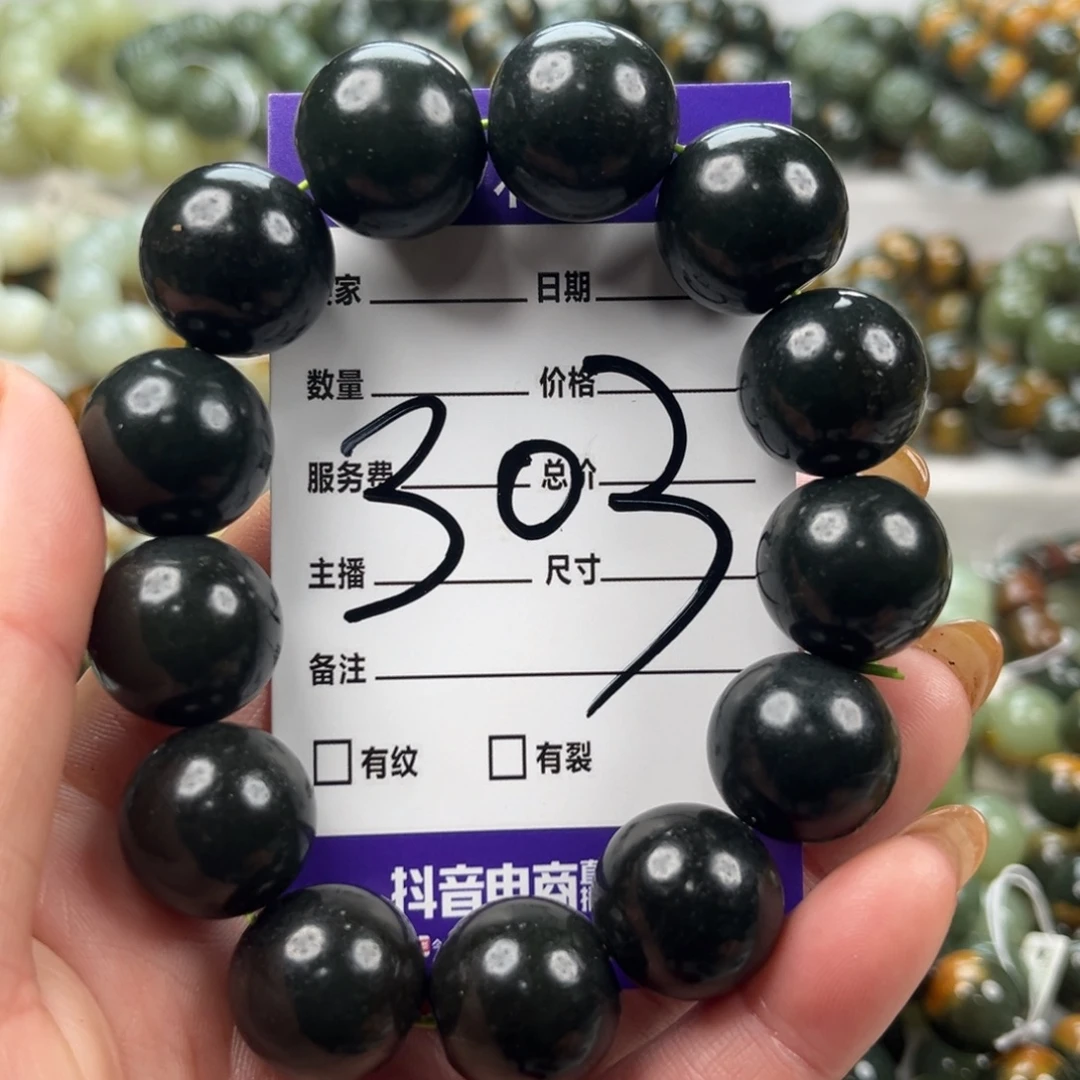 家 日期
数量 价格
服务费 总价
主播 尺寸
备注
303
有纹 有裂
抖音电商